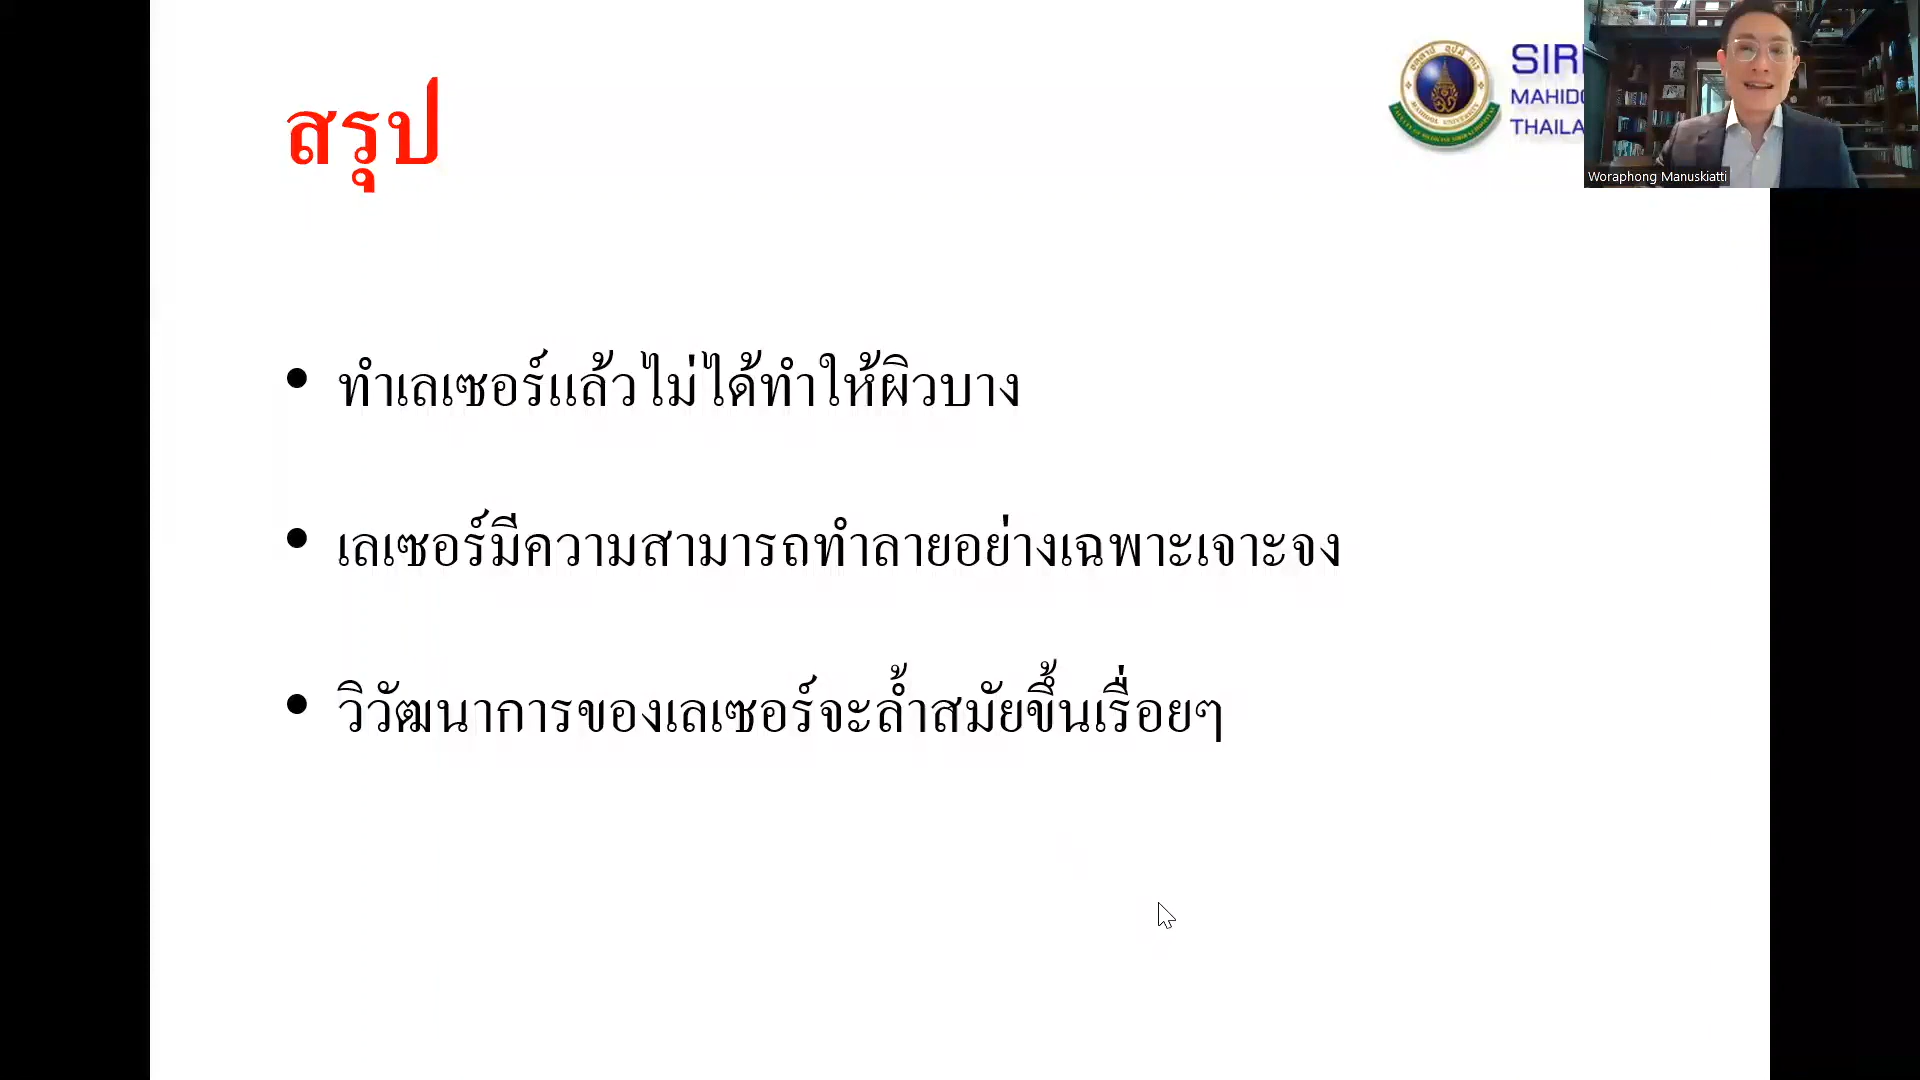 สรุป
SIRI
MAHIDO
THAILA
Woraphong Manuskiatti
• ทำเลเซอร์แล้วไม่ได้ทำให้ผิวบาง
• เลเซอร์มีความสามารถทำลายอย่างเฉพาะเจาะจง
• วิวัฒนาการของเลเซอร์จะล้ำสมัยขึ้นเรื่อยๆ